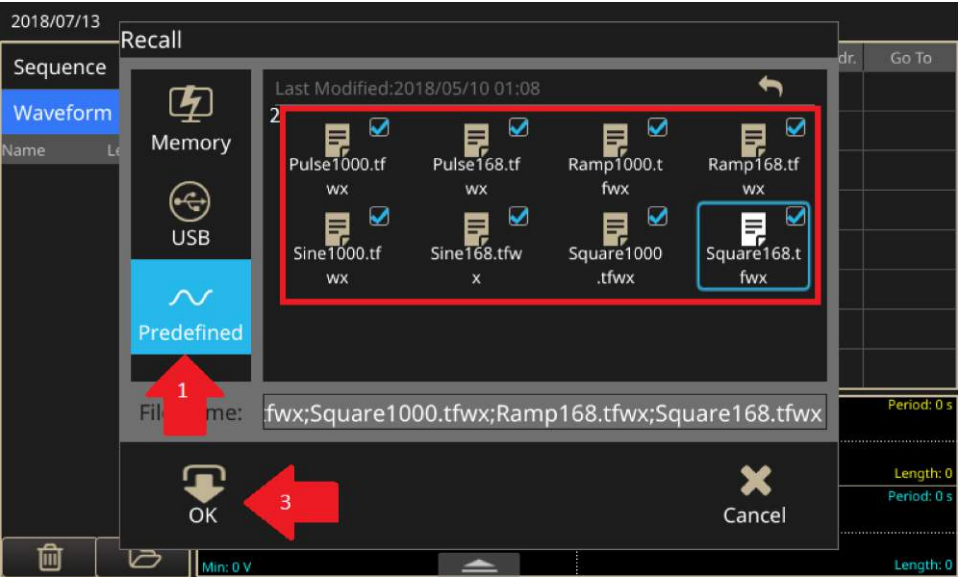 2018/07/13
Recall
Sequence
Waveform
Name
Le
dr.
Go To
Memory
USB
Predefined
Last Modified:2018/05/10 01:08
2
Pulse1000.tf
wx
Pulse168.tf
wx
Ramp1000.t
fwx
Ramp168.tf
wx
Sine1000.tf
wx
Sine168.tfw
x
Square1000
.tfwx
Square168.t
fwx
1
File
me:
fwx;Square1000.tfwx;Ramp168.tfwx;Square168.tfwx
OK
3
Cancel
Period: 0 s
Length: 0
Period: 0 s
Min: 0 V
Length: 0